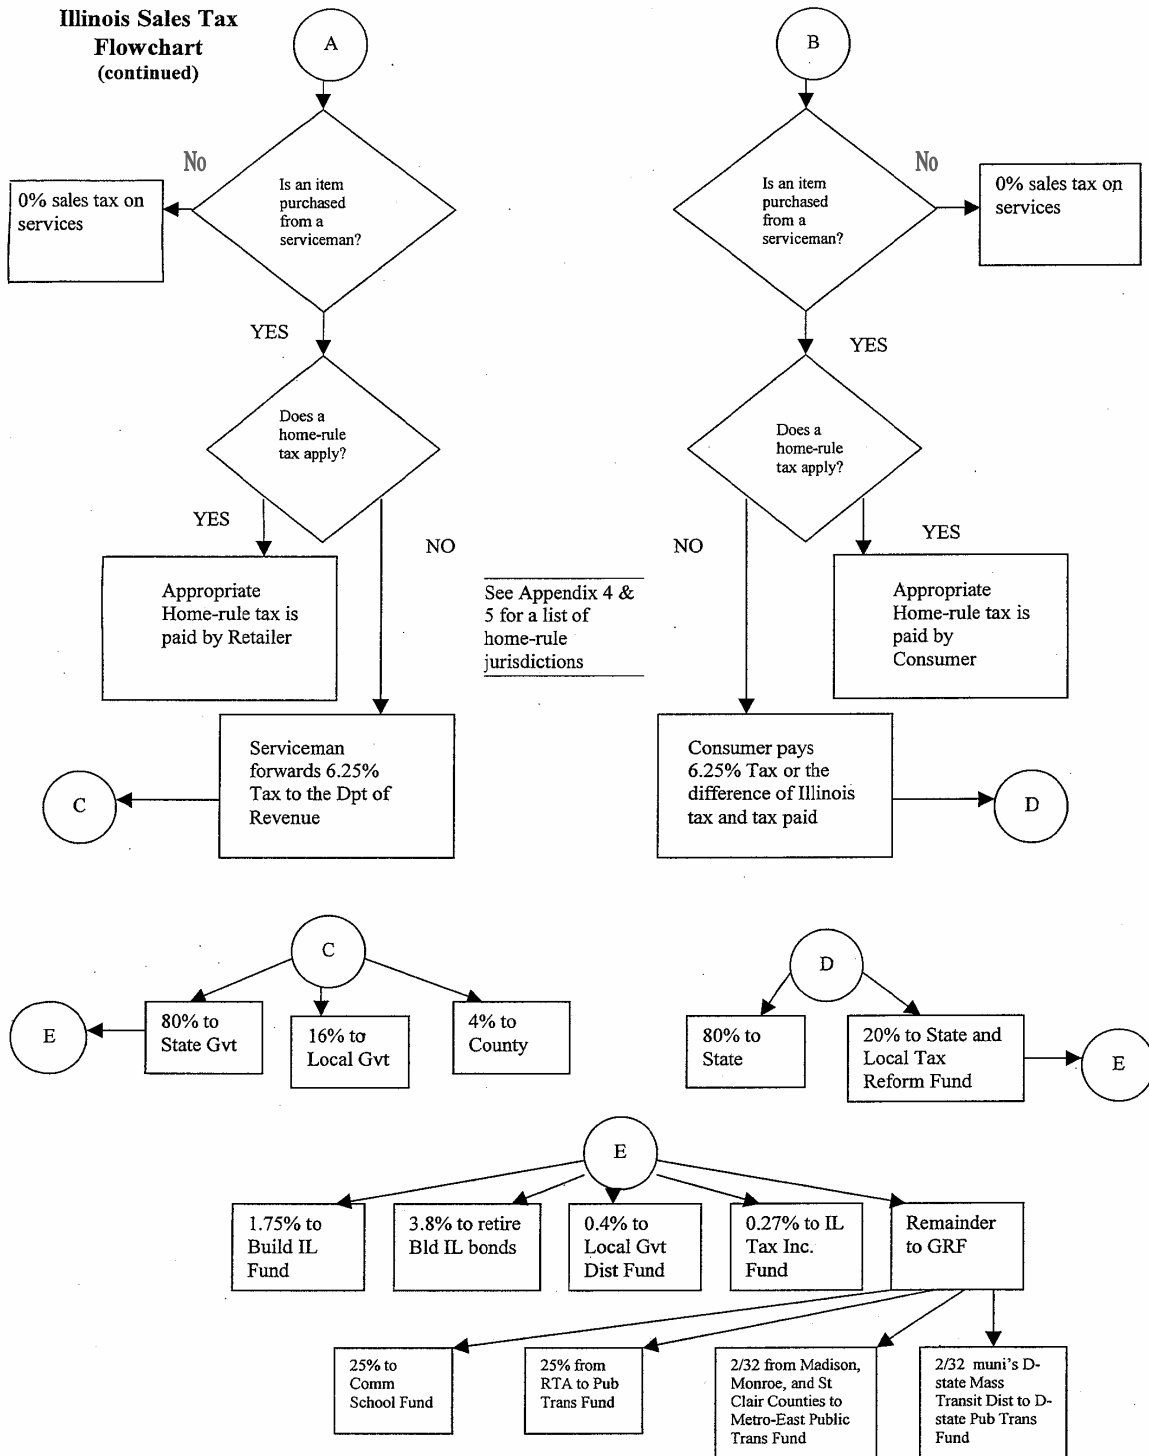 Illinois Sales Tax
Flowchart
(continued)
A
B
No
Is an item
purchased
from a
serviceman?
0% sales tax on
services
Is an item
purchased
from a
serviceman?
No
0% sales tax on
services
YES
YES
Does a
home-rule
tax apply?
Does a
home-rule
tax apply?
YES
NO
NO
YES
Appropriate
Home-rule tax is
paid by Retailer
See Appendix 4 &
5 for a list of
home-rule
jurisdictions
Appropriate
Home-rule tax is
paid by
Consumer
Serviceman
forwards 6.25%
Tax to the Dpt of
Revenue
C
Consumer pays
6.25% Tax or the
difference of Illinois
tax and tax paid
D
C
D
E
80% to
State Gvt
16% to
Local Gvt
4% to
County
80% to
State
20% to State and
Local Tax
Reform Fund
E
E
1.75% to
Build IL
Fund
3.8% to retire
Bld IL bonds
0.4% to
Local Gvt
Dist Fund
0.27% to IL
Tax Inc.
Fund
Remainder
to GRF
25% to
Comm
School Fund
25% from
RTA to Pub
Trans Fund
2/32 from Madison,
Monroe, and St
Clair Counties to
Metro-East Public
Trans Fund
2/32 muni's D-
state Mass
Transit Dist to D-
state Pub Trans
Fund